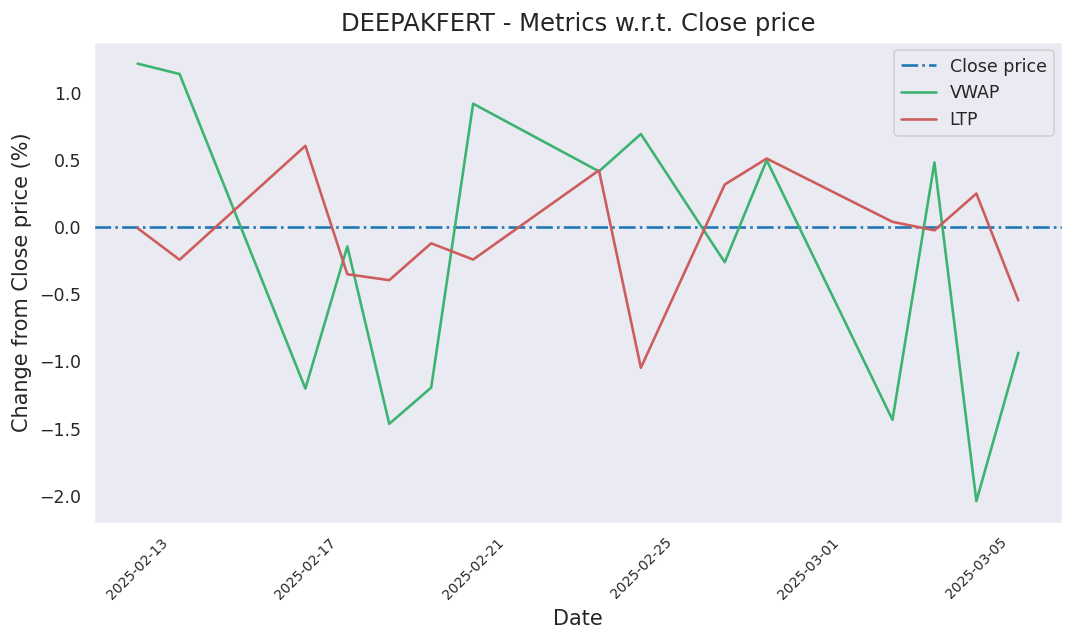 DEEPAKFERT - Metrics w.r.t. Close price
Close price
VWAP
LTP
Change from Close price (%)
1.0
0.5
0.0
−0.5
−1.0
−1.5
−2.0
2025-02-13
2025-02-17
2025-02-21
2025-02-25
2025-03-01
2025-03-05
Date